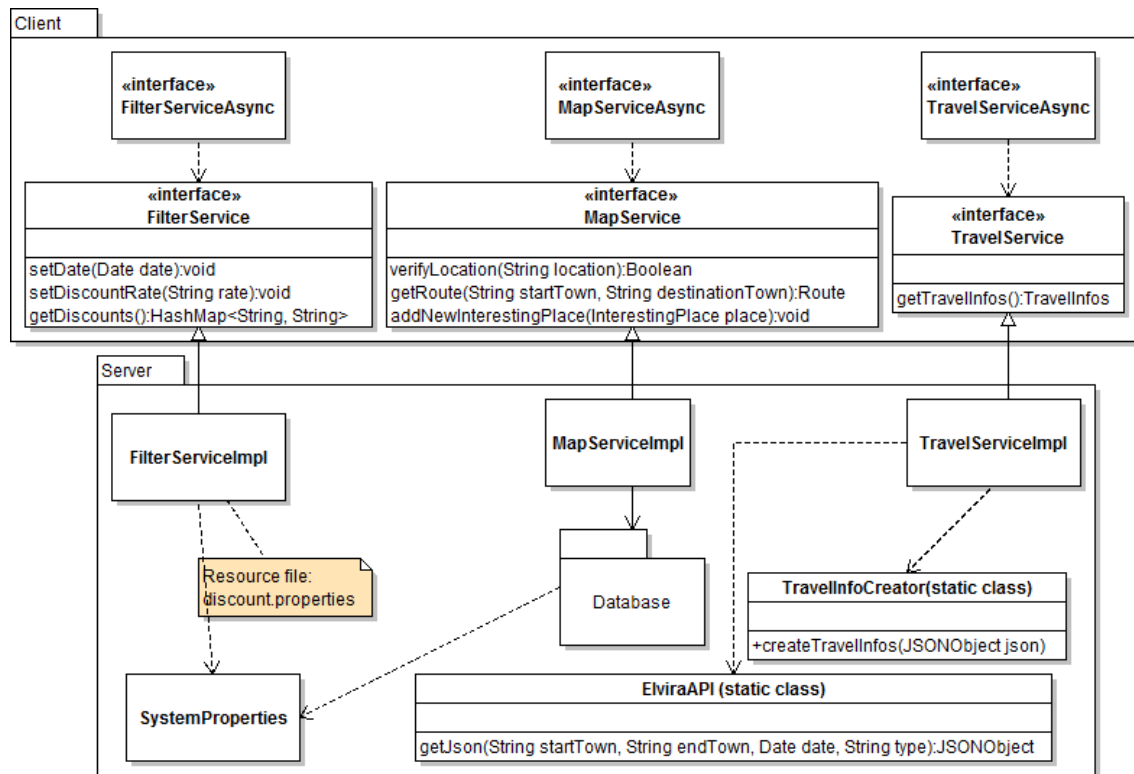 Client
«interface»
FilterServiceAsync
«interface»
MapServiceAsync
«interface»
TravelServiceAsync
«interface»
FilterService
setDate(Date date):void
setDiscountRate(String rate):void
getDiscounts():HashMap<String, String>
«interface»
MapService
verifyLocation(String location):Boolean
getRoute(String startTown, String destinationTown):Route
addNewInterestingPlace(InterestingPlace place):void
«interface»
TravelService
getTravelInfos():TravelInfos
Server
FilterServiceImpl
MapServiceImpl
TravelServiceImpl
Resource file:
discount.properties
Database
TravelInfoCreator(static class)
+createTravelInfos(JSONObject json)
SystemProperties
ElviraAPI (static class)
getJson(String startTown, String endTown, Date date, String type):JSONObject